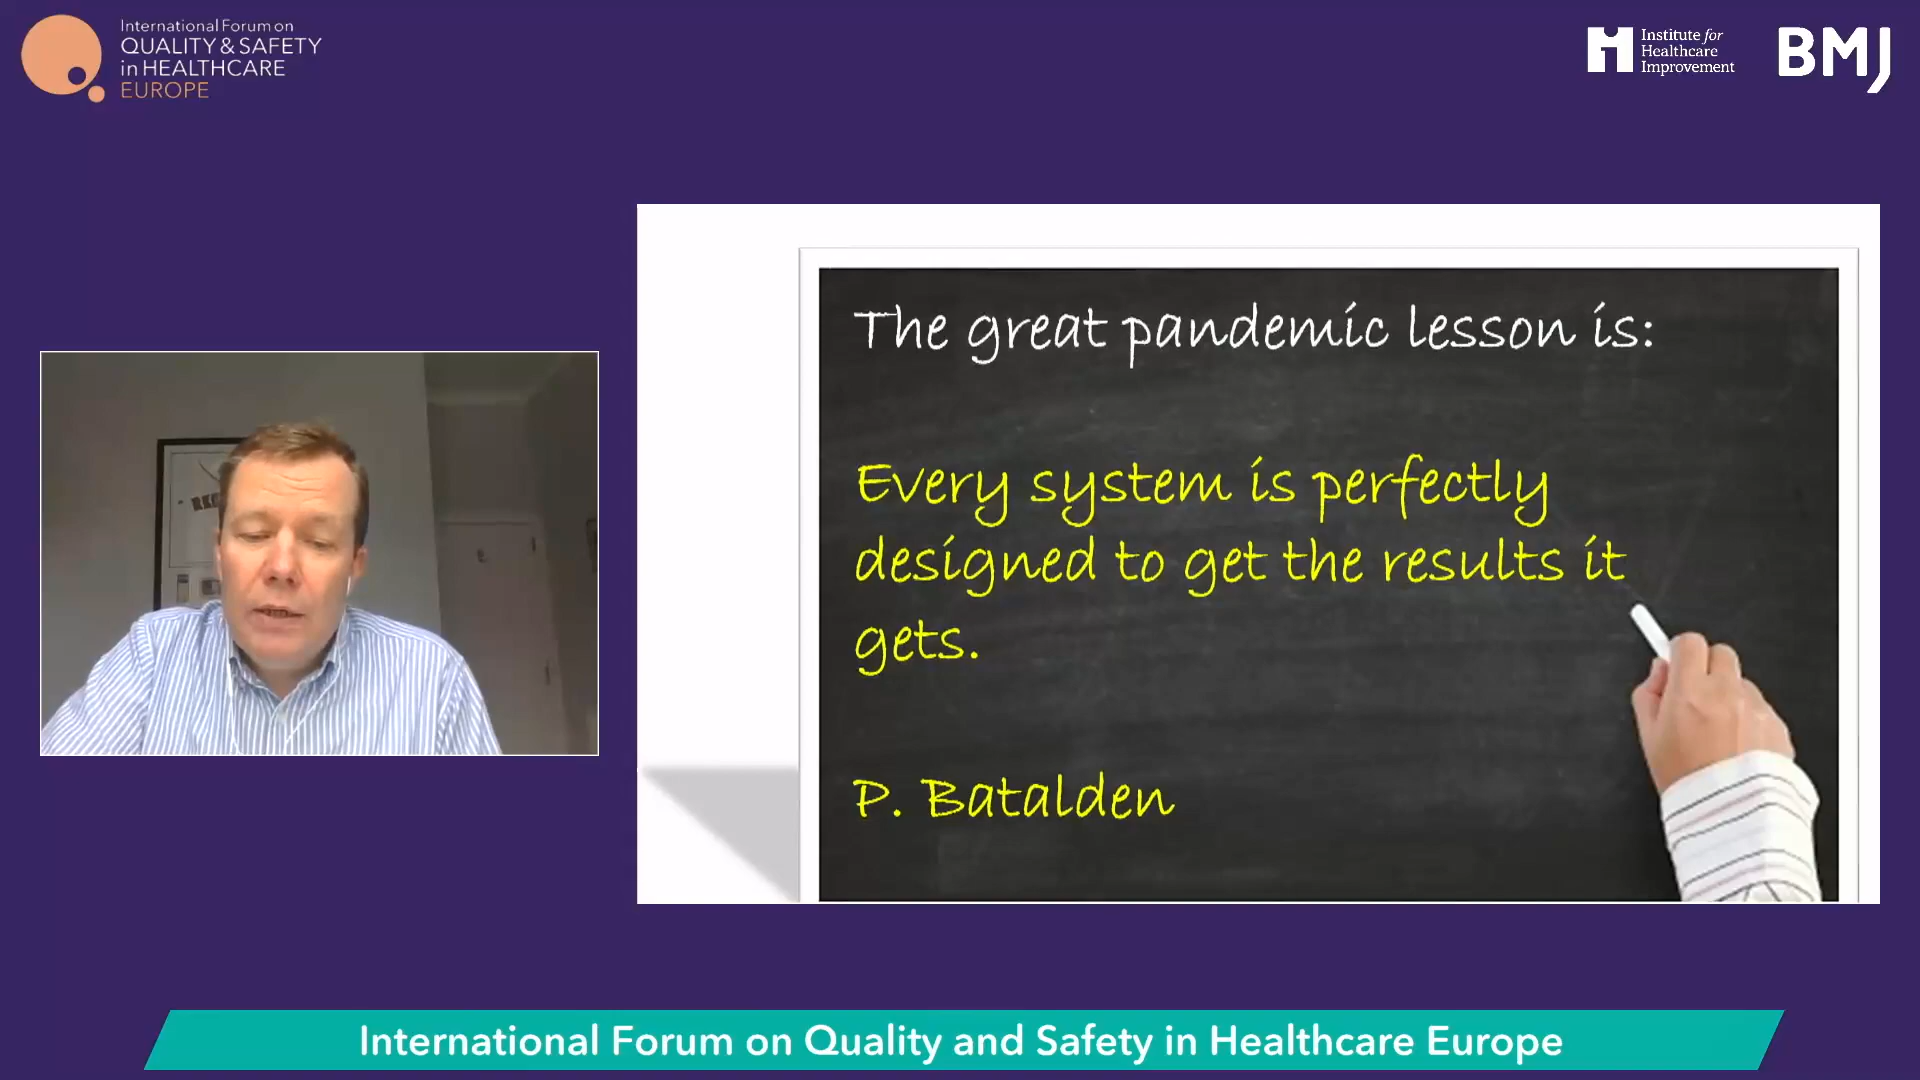 International Forum on
QUALITY & SAFETY
in HEALTHCARE
EUROPE
Institute for
Healthcare
Improvement
BMJ
The great pandemic lesson is:
Every system is perfectly
designed to get the results it
gets.
P. Batalden
International Forum on Quality and Safety in Healthcare Europe